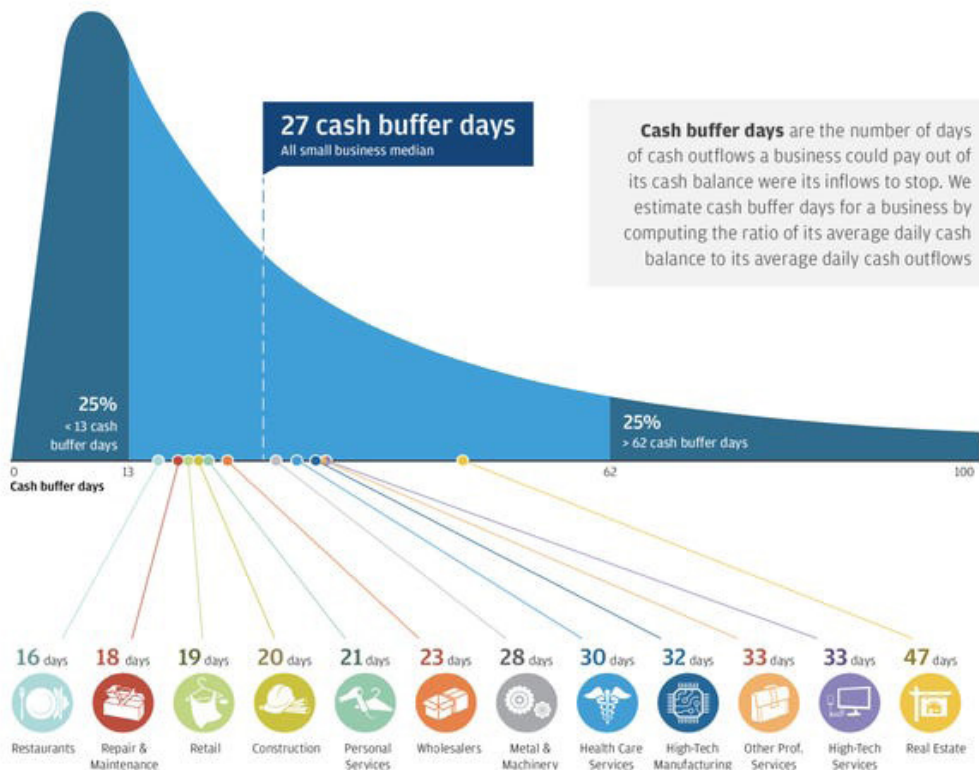 27 cash buffer days
All small business median
Cash buffer days are the number of days
of cash outflows a business could pay out of
its cash balance were its inflows to stop. We
estimate cash buffer days for a business by
computing the ratio of its average daily cash
balance to its average daily cash outflows
25%
< 13 cash
buffer days
25%
> 62 cash buffer days
0 13 62 100
Cash buffer days
16 days 18 days 19 days 20 days 21 days 23 days 28 days 30 days 32 days 33 days 33 days 47 days
Restaurants Repair & Retail Construction Personal Wholesalers Metal & Health Care High-Tech Other Prof. High-Tech Real Estate
Maintenance Services Machinery Services Manufacturing Services Services